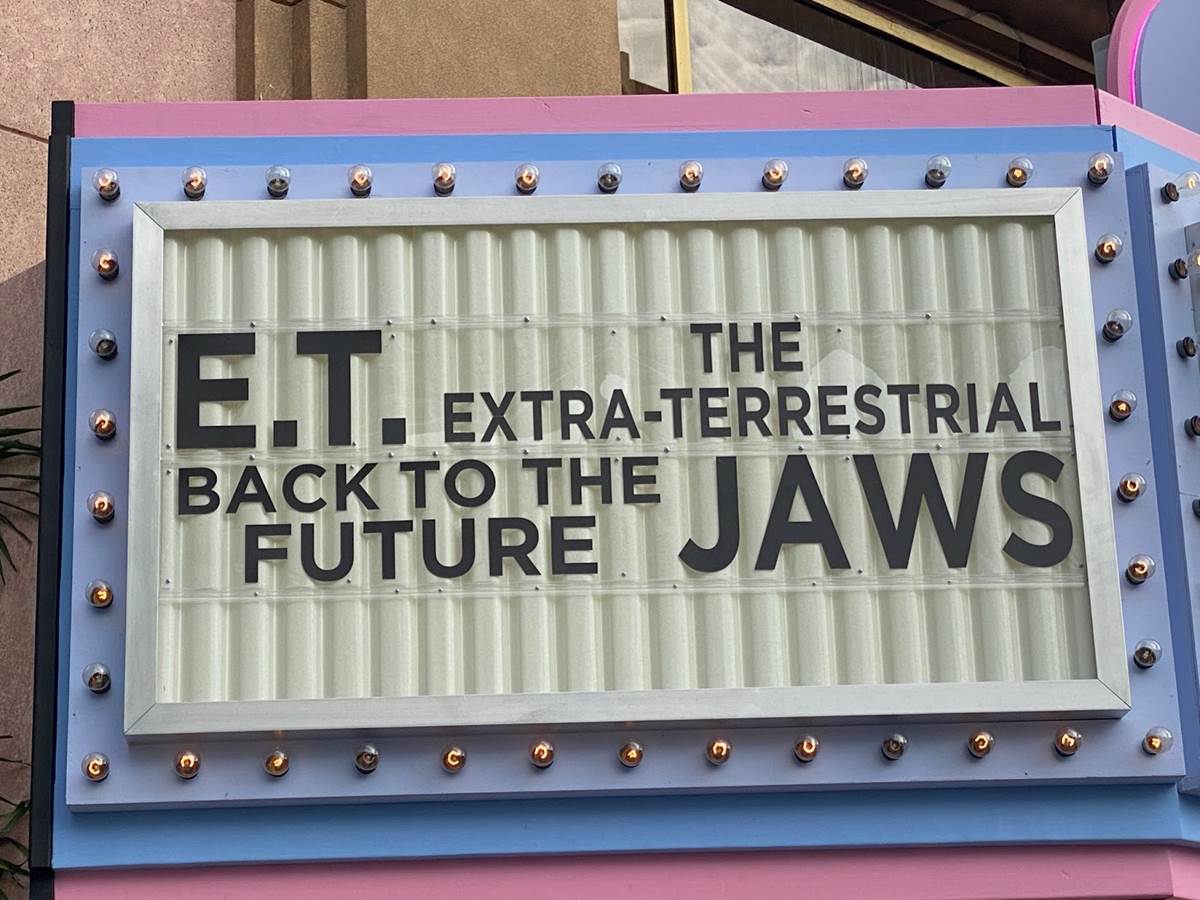 E.T. THE
EXTRA-TERRESTRIAL
BACK TO THE
FUTURE
JAWS